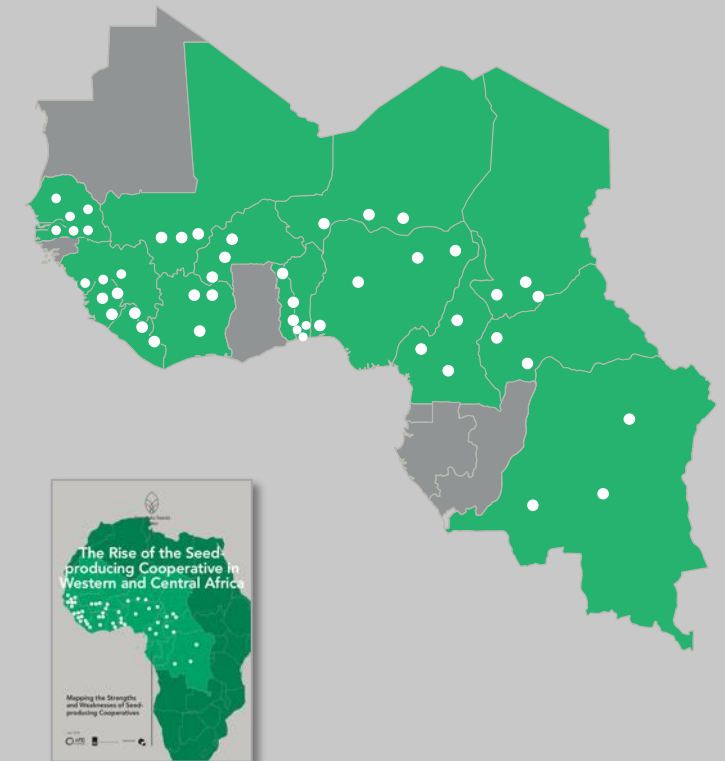 The Rise of the Seed-
producing Cooperative in
Western and Central Africa
Mapping the Strengths
and Weaknesses of Seed-
producing Cooperatives